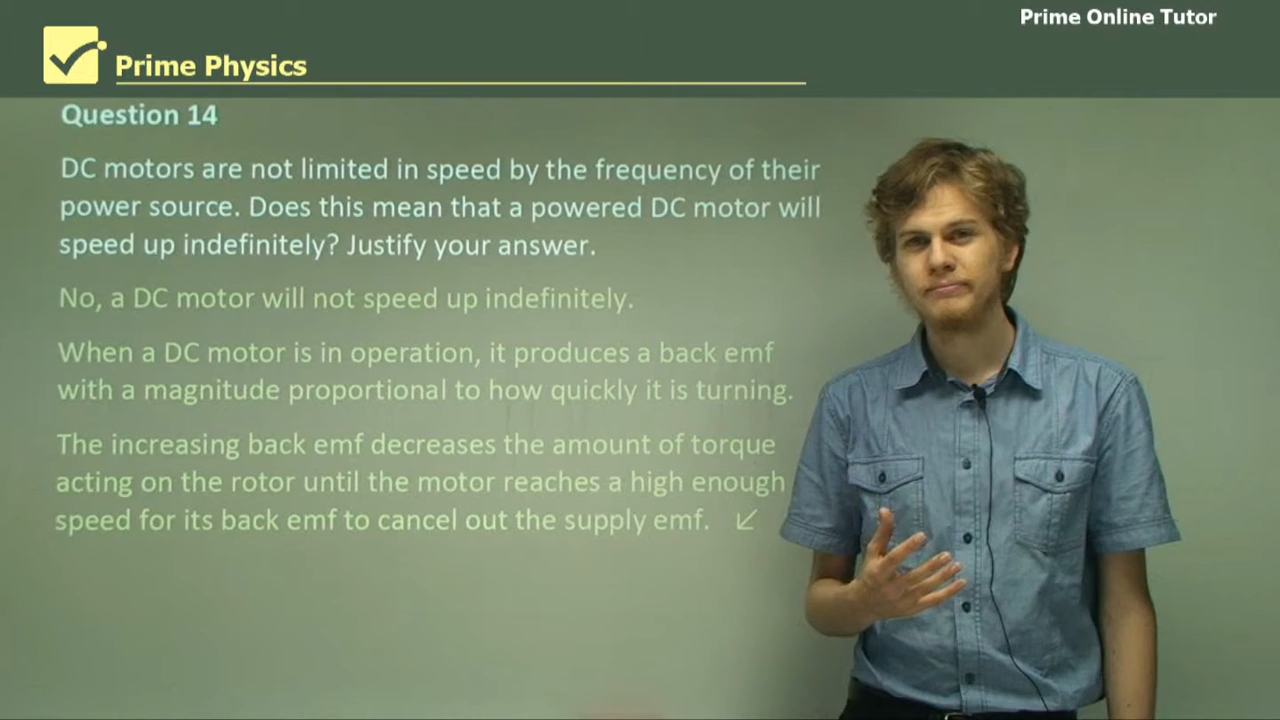 Prime Online Tutor
Prime Physics
Question 14
DC motors are not limited in speed by the frequency of their
power source. Does this mean that a powered DC motor will
speed up indefinitely? Justify your answer.
No, a DC motor will not speed up indefinitely.
When a DC motor is in operation, it produces a back emf
with a magnitude proportional to how quickly it is turning.
The increasing back emf decreases the amount of torque
acting on the rotor until the motor reaches a high enough
speed for its back emf to cancel out the supply emf.